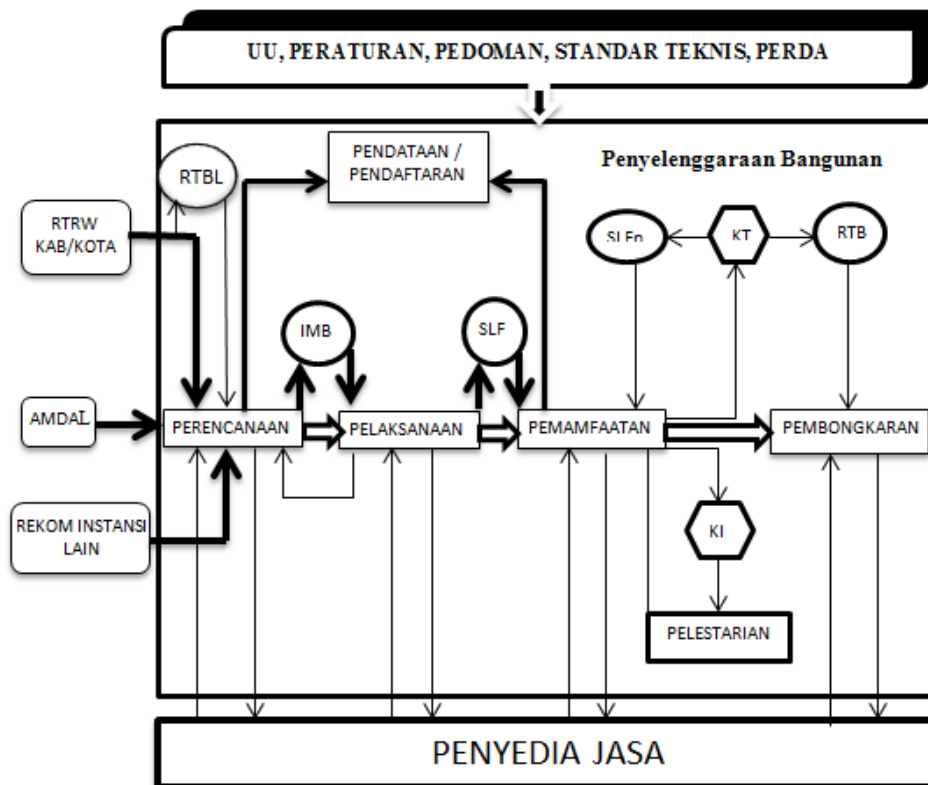 UU, PERATURAN, PEDOMAN, STANDAR TEKNIS, PERDA
PENDATAAN /
PENDAFTARAN
Penyelenggaraan Bangunan
RTBL
RTRW
KAB/KOTA
SLFn
KT
RTB
IMB
SLF
AMDAL
PERENCANAAN
PELAKSANAAN
PEMAMFAATAN
PEMBONGKARAN
REKOM INSTANSI
LAIN
KI
PELESTARIAN
PENYEDIA JASA